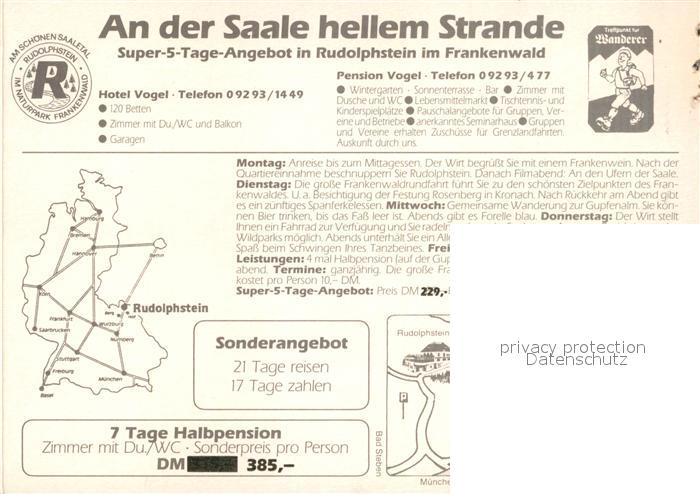 An der Saale hellem Strande
Super-5-Tage-Angebot in Rudolphstein im Frankenwald
AM SCHÖNEN SAALETAL
RUDOLPHSTEIN
R
IM NATURPARK FRANKENWALD
Treffpunkt für
Wanderer
Hotel Vogel · Telefon 0 92 93/14 49
● 120 Betten
● Zimmer mit Du./WC und Balkon
● Garagen
Pension Vogel · Telefon 0 92 93/4 77
● Wintergarten · Sonnenterrasse · Bar ● Zimmer mit
Dusche und WC ● Lebensmittelmarkt ● Tischtennis- und
Kinderspielplätze ● Pauschalangebote für Gruppen, Ver-
eine und Betriebe ● anerkanntes Seminarhaus ● Gruppen
und Vereine erhalten Zuschüsse für Grenzlandfahrten.
Auskunft durch uns.
Montag: Anreise bis zum Mittagessen. Der Wirt begrüßt Sie mit einem Frankenwein. Nach der
Quartiereinnahme beschnuppern Sie Rudolphstein. Danach Filmabend: An den Ufern der Saale.
Dienstag: Die große Frankenwaldrundfahrt führt Sie zu den schönsten Zielpunkten des Fran-
kenwaldes. U. a. Besichtigung der Festung Rosenberg in Kronach. Nach Rückkehr am Abend gibt
es ein zünftiges Spanferkelessen. Mittwoch: Gemeinsame Wanderung zur Gupfenalm. Sie kön-
nen Bier trinken, bis das Faß leer ist. Abends gibt es Forelle blau. Donnerstag: Der Wirt stellt
Ihnen ein Fahrrad zur Verfügung und Sie radeln
Wildparks möglich. Abends unterhält Sie ein
Spaß beim Schwingen Ihres Tanzbeines.
Leistungen: 4 mal Halbpension (auf der
abend. Termine: ganzjährig. Die große
kostet pro Person 10,– DM.
Super-5-Tage-Angebot: Preis DM 229,-
Hamburg
Bremen
Hannover
Berlin
Köln
Frankfurt
Saarbrücken
Würzburg
Nürnberg
Stuttgart
Freiburg
München
Basel
Berg
Hof
Rudolphstein
Sonderangebot
21 Tage reisen
17 Tage zahlen
7 Tage Halbpension
Zimmer mit Du./WC · Sonderpreis pro Person
DM 385,–
Rudolphstein
P
Bad Steben
privacy protection
Datenschutz